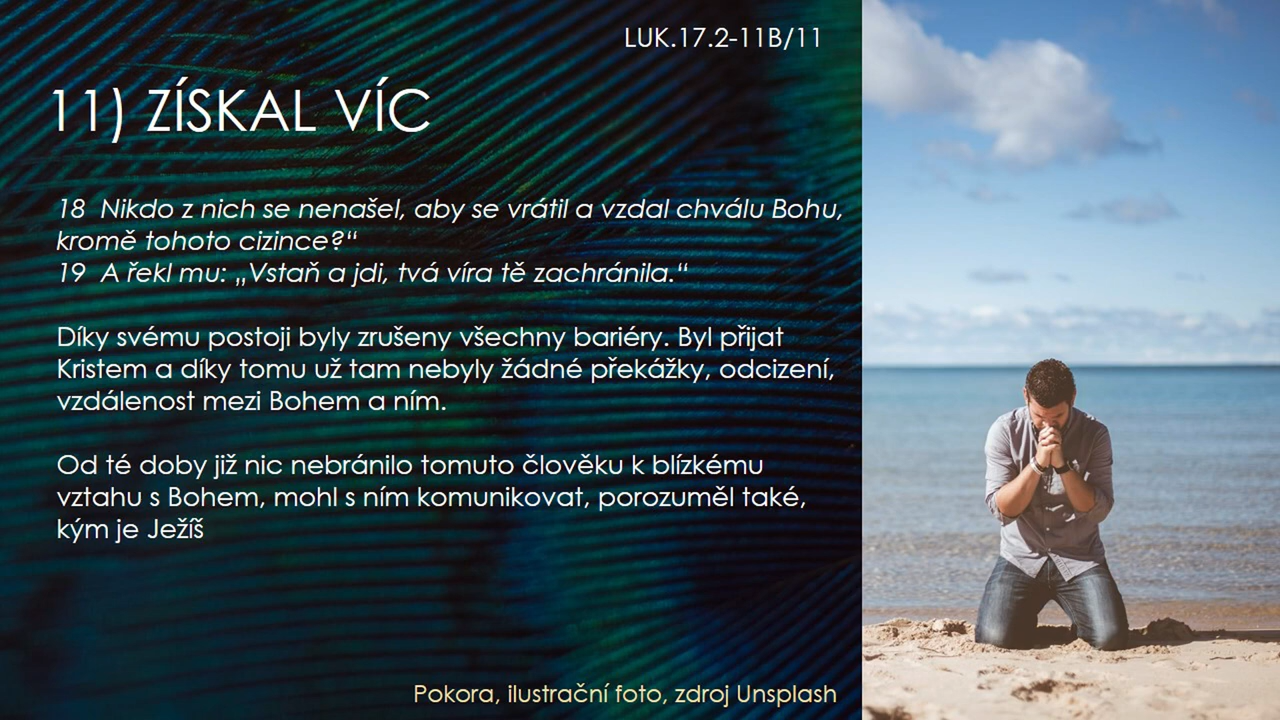 LUK.17.2-11B/11
11) ZÍSKAL VÍC
18  Nikdo z nich se nenašel, aby se vrátil a vzdal chválu Bohu,
kromě tohoto cizince?“
19  A řekl mu: „Vstaň a jdi, tvá víra tě zachránila.“
Díky svému postoji byly zrušeny všechny bariéry. Byl přijat
Kristem a díky tomu už tam nebyly žádné překážky, odcizení,
vzdálenost mezi Bohem a ním.
Od té doby již nic nebránilo tomuto člověku k blízkému
vztahu s Bohem, mohl s ním komunikovat, porozuměl také,
kým je Ježíš
Pokora, ilustrační foto, zdroj Unsplash